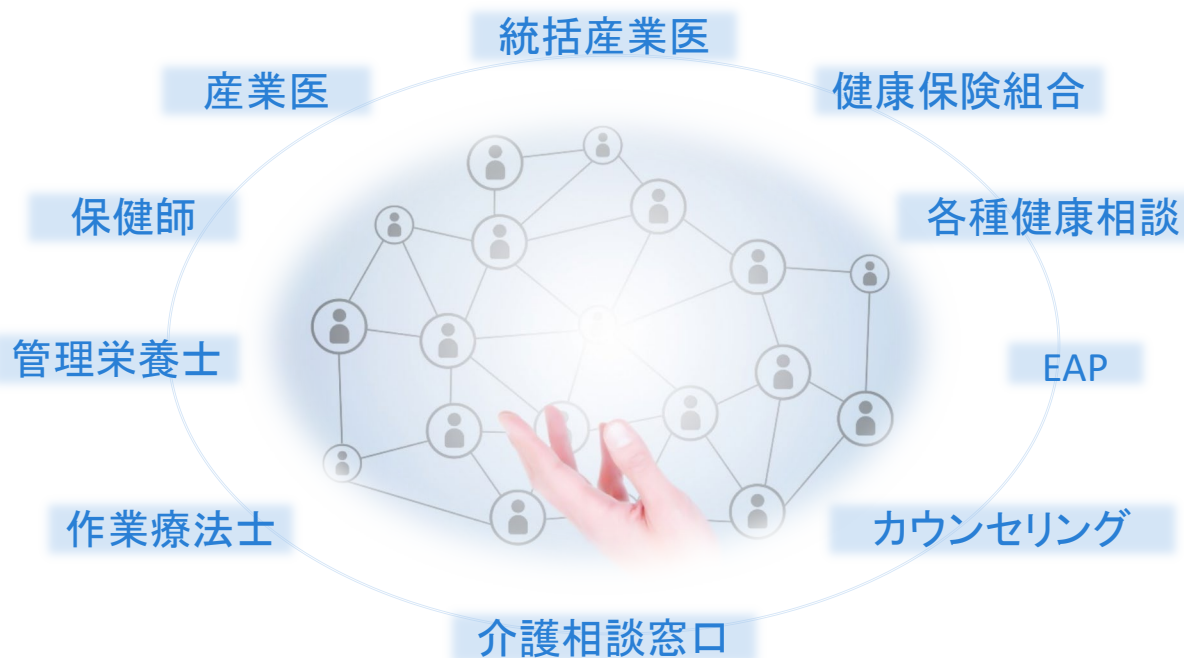 統括産業医
産業医
健康保険組合
保健師
各種健康相談
管理栄養士
EAP
作業療法士
カウンセリング
介護相談窓口